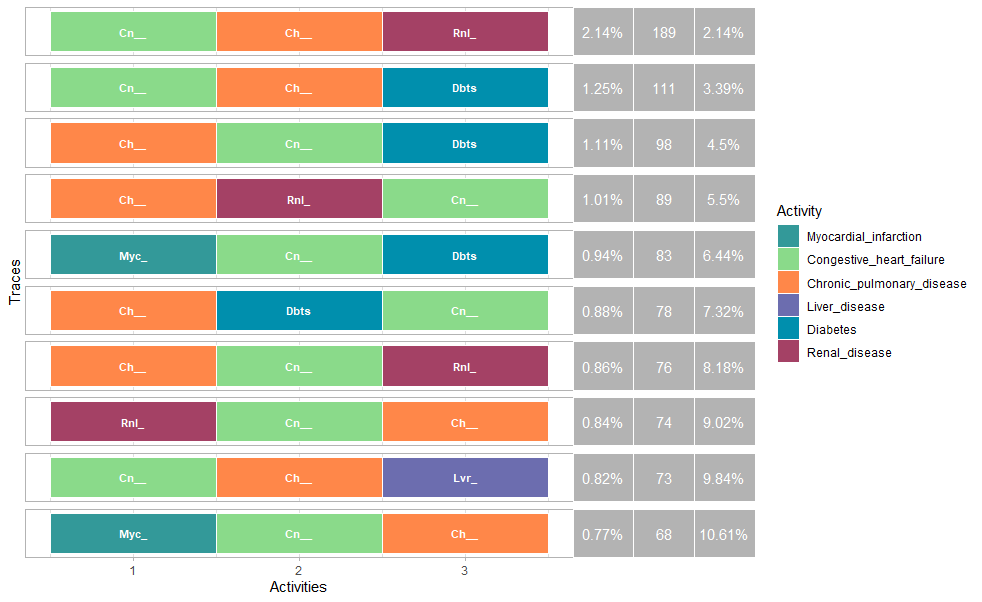 Cn__ Ch__ Rnl_ 2.14% 189 2.14%
Cn__ Ch__ Dbts 1.25% 111 3.39%
Ch__ Cn__ Dbts 1.11% 98 4.5%
Ch__ Rnl_ Cn__ 1.01% 89 5.5%
Myc_ Cn__ Dbts 0.94% 83 6.44%
Ch__ Dbts Cn__ 0.88% 78 7.32%
Ch__ Cn__ Rnl_ 0.86% 76 8.18%
Rnl_ Cn__ Ch__ 0.84% 74 9.02%
Cn__ Ch__ Lvr_ 0.82% 73 9.84%
Myc_ Cn__ Ch__ 0.77% 68 10.61%
1 2 3
Activities
Traces
Activity
Myocardial_infarction
Congestive_heart_failure
Chronic_pulmonary_disease
Liver_disease
Diabetes
Renal_disease